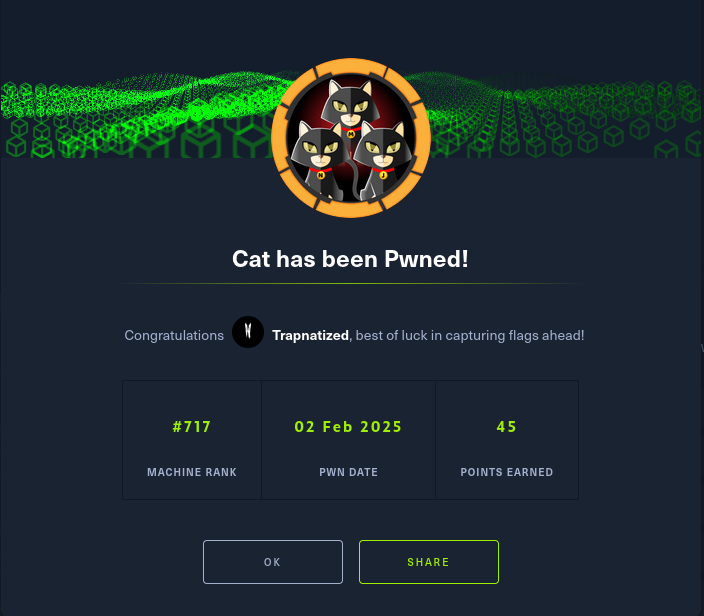 Cat has been Pwned!
Congratulations Trapnatized, best of luck in capturing flags ahead!
#717 02 Feb 2025 45
MACHINE RANK PWN DATE POINTS EARNED
OK SHARE